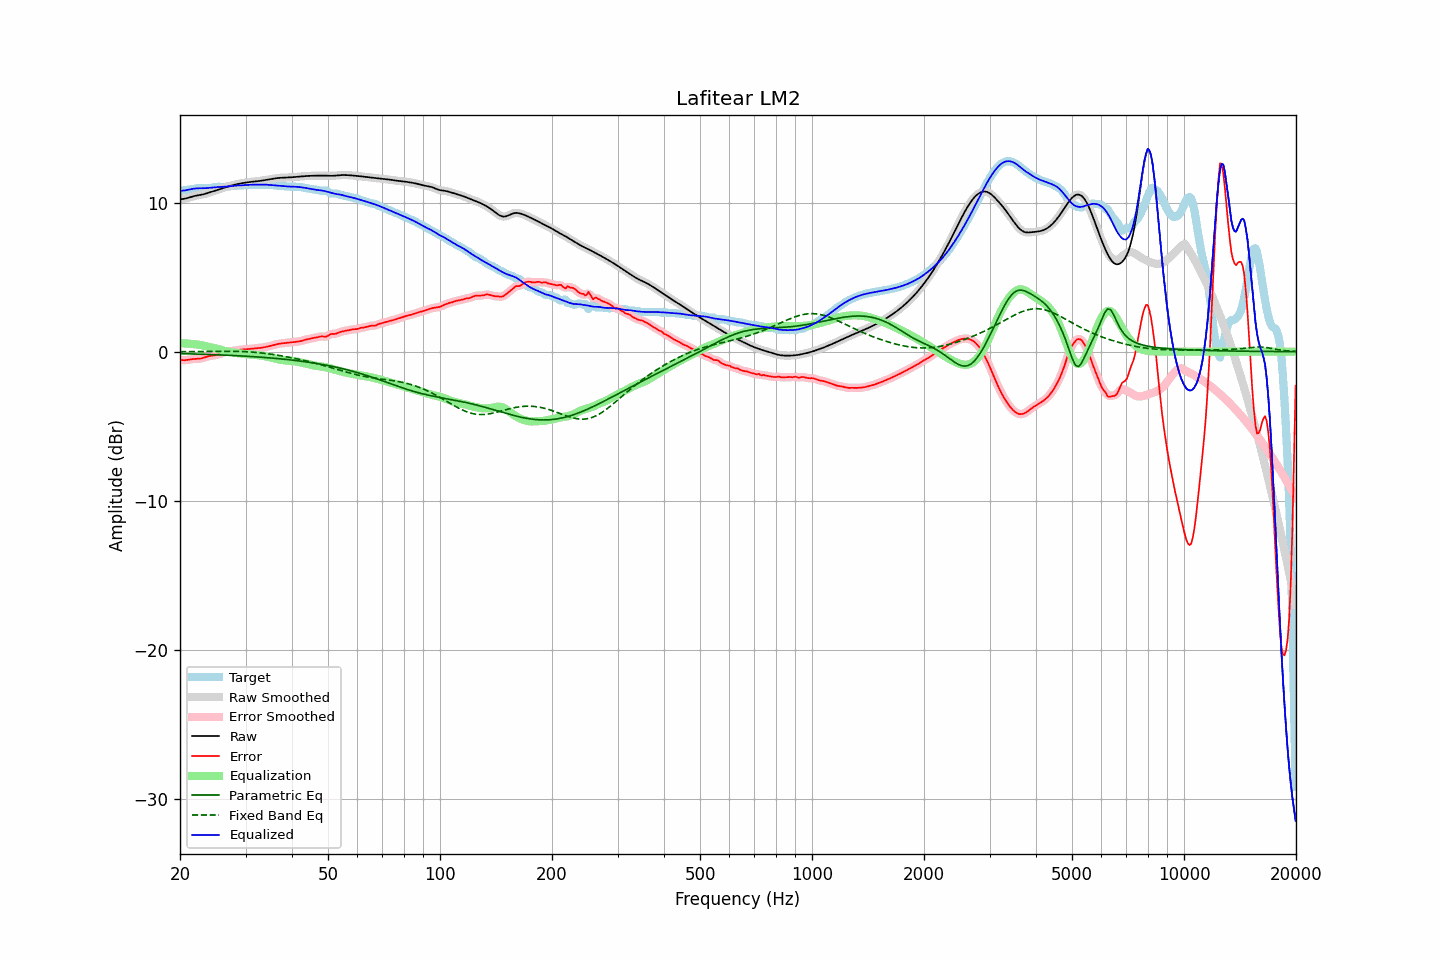 Lafitear LM2
Amplitude (dBr)
10
0
−10
−20
−30
Target
Raw Smoothed
Error Smoothed
Raw
Error
Equalization
Parametric Eq
Fixed Band Eq
Equalized
20 50 100 200 500 1000 2000 5000 10000 20000
Frequency (Hz)